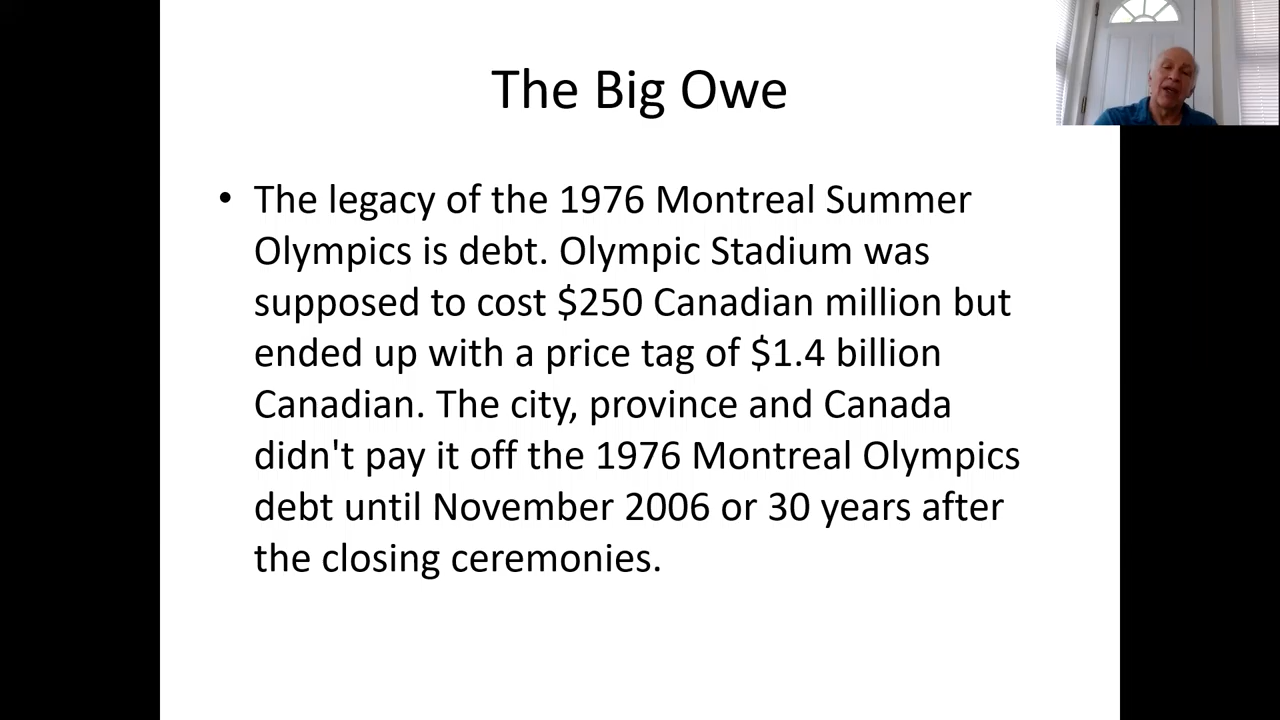 The Big Owe
• The legacy of the 1976 Montreal Summer
Olympics is debt. Olympic Stadium was
supposed to cost $250 Canadian million but
ended up with a price tag of $1.4 billion
Canadian. The city, province and Canada
didn't pay it off the 1976 Montreal Olympics
debt until November 2006 or 30 years after
the closing ceremonies.